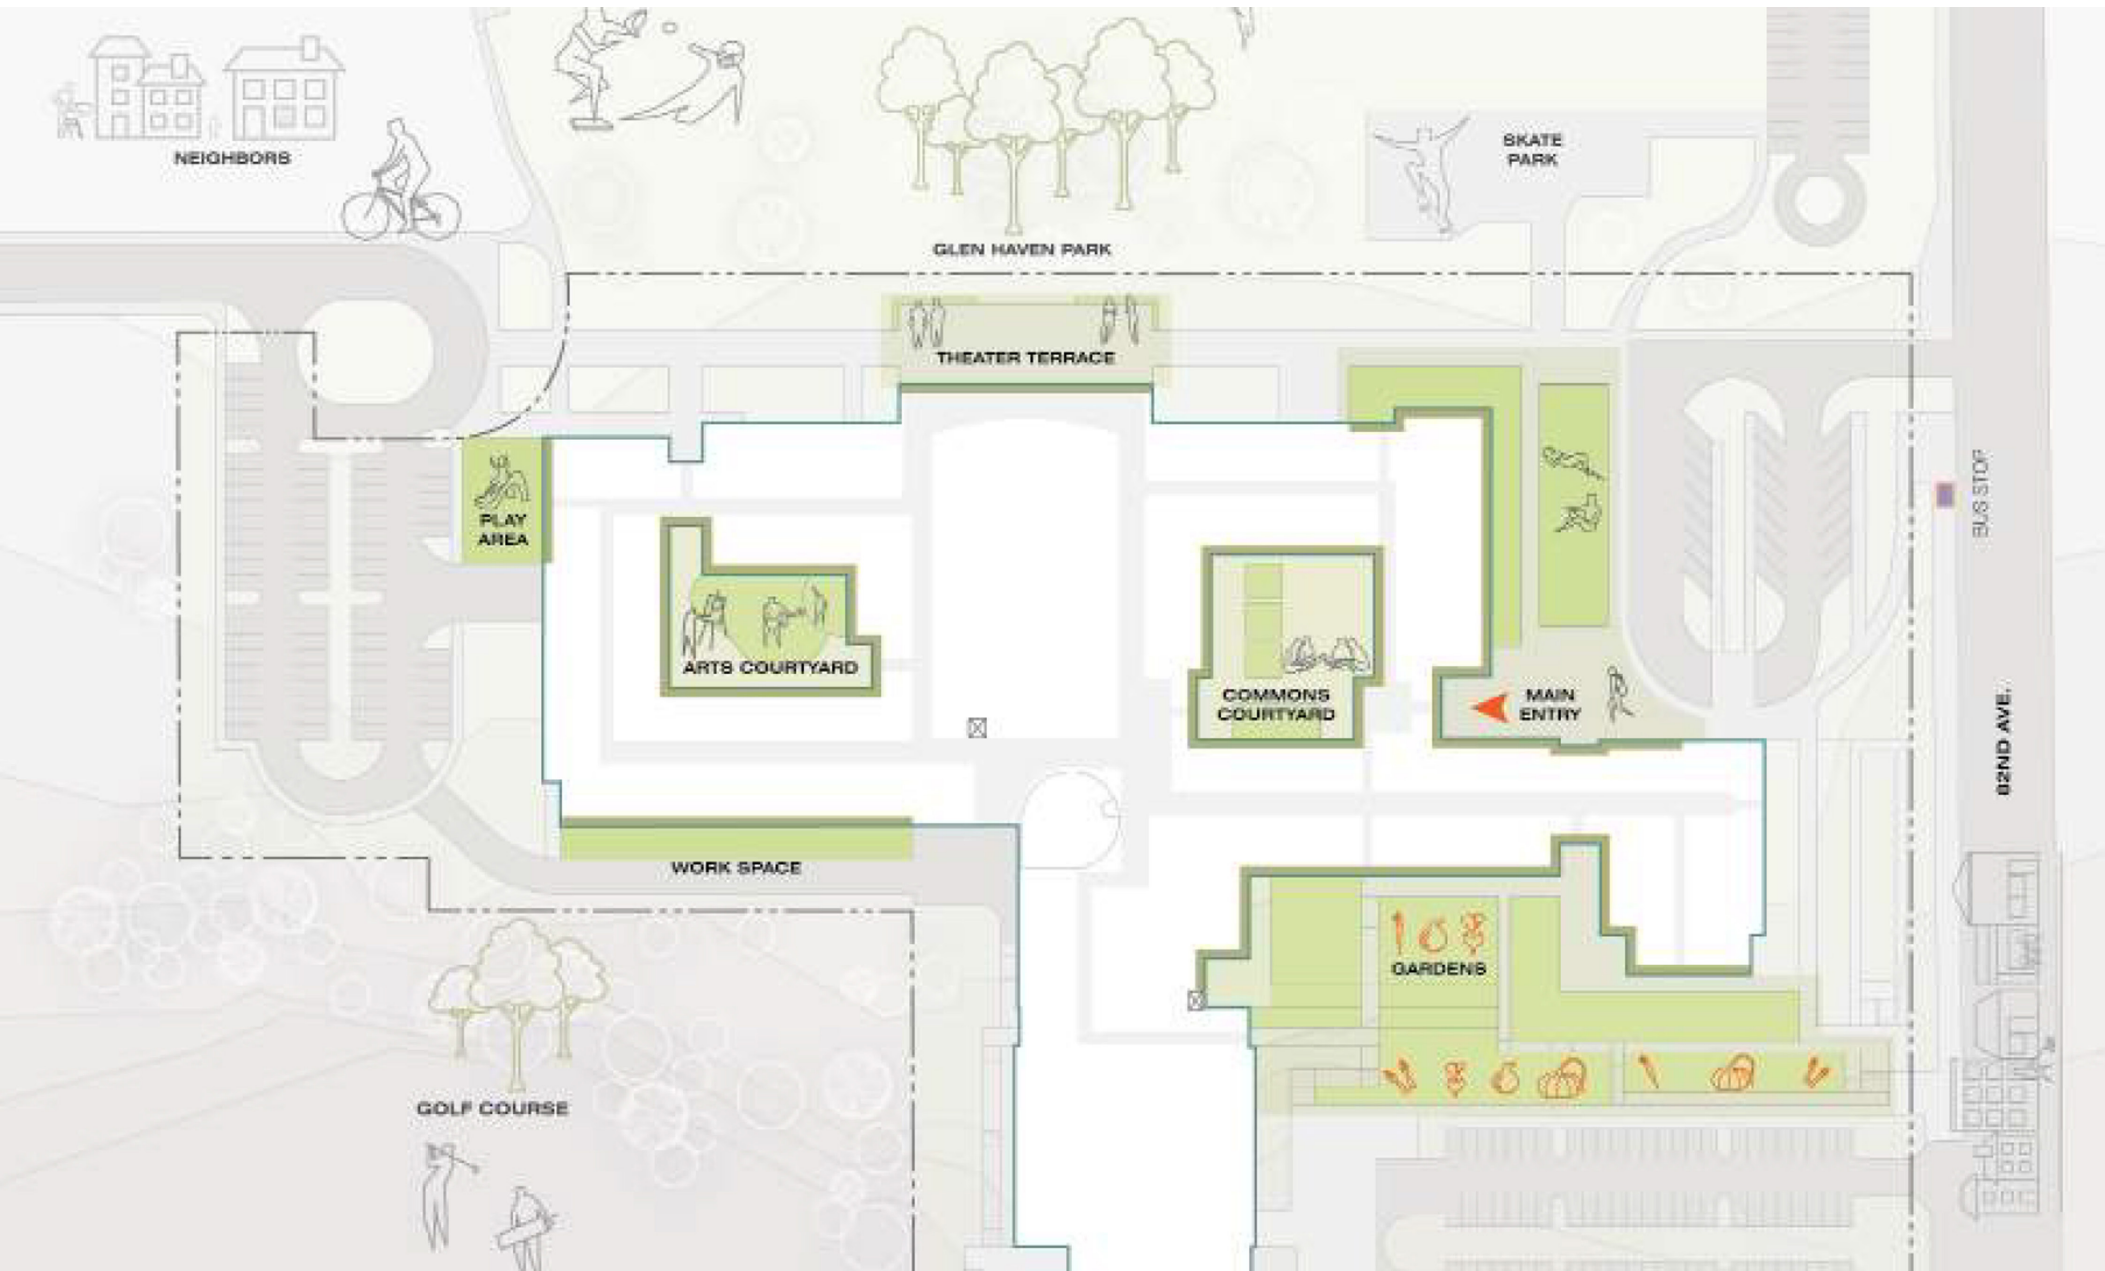 NEIGHBORS
SKATE
PARK
GLEN HAVEN PARK
THEATER TERRACE
PLAY
AREA
BUS STOP
ARTS COURTYARD
COMMONS
COURTYARD
MAIN
ENTRY
82ND AVE.
WORK SPACE
GARDENS
GOLF COURSE